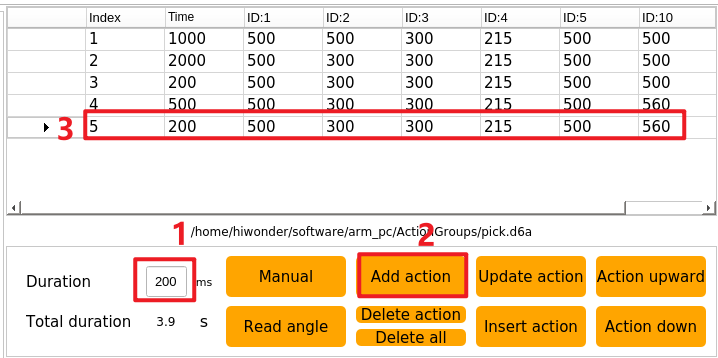 Index Time ID:1 ID:2 ID:3 ID:4 ID:5 ID:10
1 1000 500 500 300 215 500 500
2 2000 500 300 300 215 500 500
3 200 500 300 300 215 500 500
4 500 500 300 300 215 500 560
3 5 200 500 300 300 215 500 560
1 /home/hiwonder/software/arm_pc/ActionGroups/pick.d6a 2
Duration 200 ms Manual Add action Update action Action upward
Total duration 3.9 s Read angle Delete action Insert action Action down
Delete all